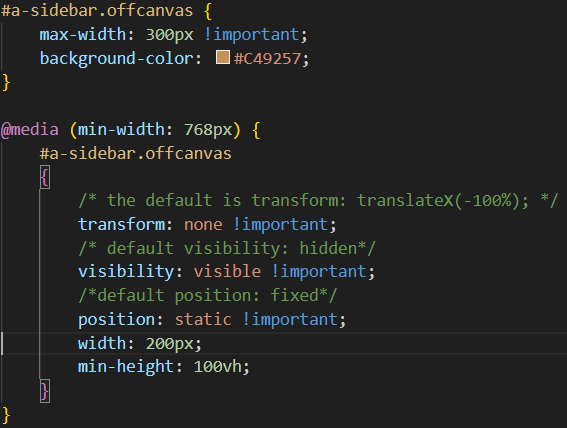 #a-sidebar.offcanvas {
    max-width: 300px !important;
    background-color: #C49257;
}

@media (min-width: 768px) {
    #a-sidebar.offcanvas
    {
        /* the default is transform: translateX(-100%); */
        transform: none !important;
        /* default visibility: hidden*/
        visibility: visible !important;
        /*default position: fixed*/
        position: static !important;
        width: 200px;
        min-height: 100vh;
    }
}